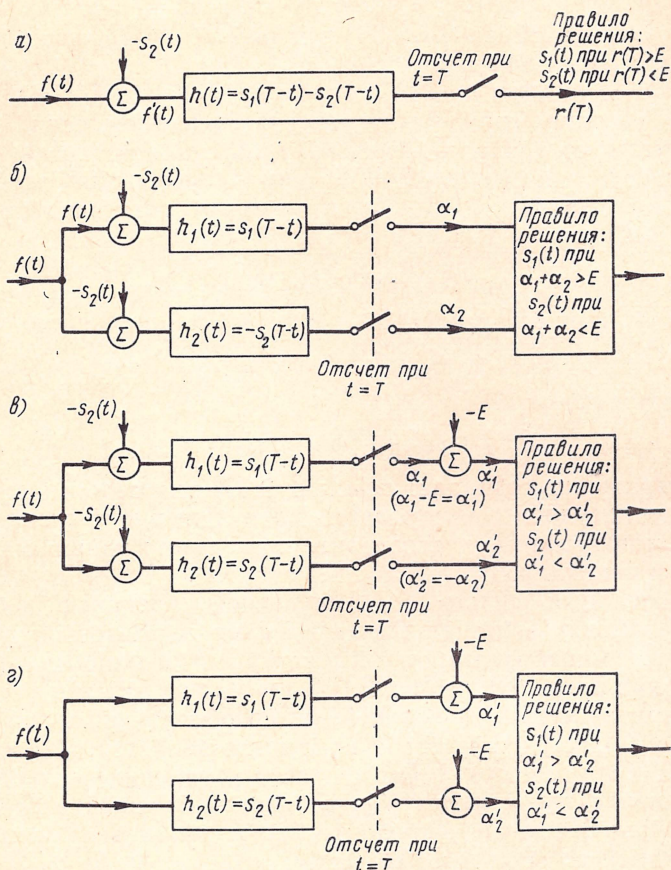 а)
-s₂(t)
f(t)
Σ
f′(t)
h(t)=s₁(T-t)-s₂(T-t)
Отсчет при
t=T
Правило
решения:
s₁(t) при r(T)>E
s₂(t) при r(T)<E
r(T)
б)
-s₂(t)
f(t)
Σ
h₁(t)=s₁(T-t)
α₁
f(t)
-s₂(t)
Σ
h₂(t)=-s₂(T-t)
α₂
Отсчет при
t=T
Правило
решения:
s₁(t) при
α₁+α₂>E
s₂(t) при
α₁+α₂<E
в)
-s₂(t)
Σ
h₁(t)=s₁(T-t)
α₁
-E
Σ
α′₁
(α₁-E=α′₁)
f(t)
-s₂(t)
Σ
h₂(t)=s₂(T-t)
α′₂
(α′₂=-α₂)
Отсчет при
t=T
Правило
решения:
s₁(t) при
α′₁>α′₂
s₂(t) при
α′₁<α′₂
г)
f(t)
h₁(t)=s₁(T-t)
-E
Σ
α′₁
h₂(t)=s₂(T-t)
-E
Σ
α′₂
Отсчет при
t=T
Правило
решения:
s₁(t) при
α′₁>α′₂
s₂(t) при
α′₁<α′₂